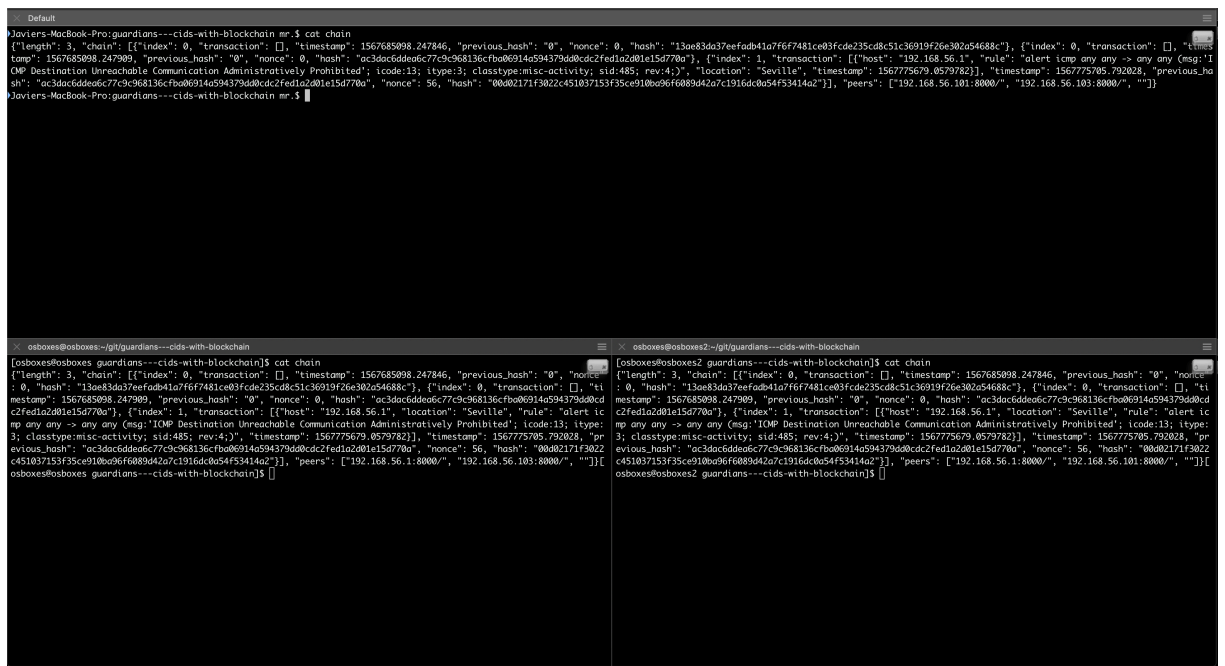 Default
Javiers-MacBook-Pro:guardians---cids-with-blockchain mr.$ cat chain
{"length": 3, "chain": [{"index": 0, "transaction": [], "timestamp": 1567685098.247846, "previous_hash": "0", "nonce": 0, "hash": "13ae83da37eefadb41a7f6f7481ce03fcde235cd8c51c36919f26e302a54688c"}, {"index": 0, "transaction": [], "times
tamp": 1567685098.247909, "previous_hash": "0", "nonce": 0, "hash": "ac3dac6ddea6c77c9c968136cfba06914a594379dd0cdc2fed1a2d01e15d770a"}, {"index": 1, "transaction": [{"host": "192.168.56.1", "rule": "alert icmp any any -> any any (msg:'I
CMP Destination Unreachable Communication Administratively Prohibited'; icode:13; itype:3; classtype:misc-activity; sid:485; rev:4;)", "location": "Seville", "timestamp": 1567775679.0579782}], "timestamp": 1567775705.792028, "previous_ha
sh": "ac3dac6ddea6c77c9c968136cfba06914a594379dd0cdc2fed1a2d01e15d770a", "nonce": 56, "hash": "00d02171f3022c451037153f35ce910ba96f6089d42a7c1916dc0a54f53414a2"}], "peers": ["192.168.56.101:8000/", "192.168.56.103:8000/", ""]}
Javiers-MacBook-Pro:guardians---cids-with-blockchain mr.$
osboxes@osboxes:~/git/guardians---cids-with-blockchain
[osboxes@osboxes guardians---cids-with-blockchain]$ cat chain
{"length": 3, "chain": [{"index": 0, "transaction": [], "timestamp": 1567685098.247846, "previous_hash": "0", "nonce"
: 0, "hash": "13ae83da37eefadb41a7f6f7481ce03fcde235cd8c51c36919f26e302a54688c"}, {"index": 0, "transaction": [], "ti
mestamp": 1567685098.247909, "previous_hash": "0", "nonce": 0, "hash": "ac3dac6ddea6c77c9c968136cfba06914a594379dd0cd
c2fed1a2d01e15d770a"}, {"index": 1, "transaction": [{"host": "192.168.56.1", "location": "Seville", "rule": "alert ic
mp any any -> any any (msg:'ICMP Destination Unreachable Communication Administratively Prohibited'; icode:13; itype:
3; classtype:misc-activity; sid:485; rev:4;)", "timestamp": 1567775679.0579782}], "timestamp": 1567775705.792028, "pr
evious_hash": "ac3dac6ddea6c77c9c968136cfba06914a594379dd0cdc2fed1a2d01e15d770a", "nonce": 56, "hash": "00d02171f3022
c451037153f35ce910ba96f6089d42a7c1916dc0a54f53414a2"}], "peers": ["192.168.56.1:8000/", "192.168.56.103:8000/", ""]}[
osboxes@osboxes guardians---cids-with-blockchain]$
osboxes@osboxes2:~/git/guardians---cids-with-blockchain
[osboxes@osboxes2 guardians---cids-with-blockchain]$ cat chain
{"length": 3, "chain": [{"index": 0, "transaction": [], "timestamp": 1567685098.247846, "previous_hash": "0", "nonce"
: 0, "hash": "13ae83da37eefadb41a7f6f7481ce03fcde235cd8c51c36919f26e302a54688c"}, {"index": 0, "transaction": [], "ti
mestamp": 1567685098.247909, "previous_hash": "0", "nonce": 0, "hash": "ac3dac6ddea6c77c9c968136cfba06914a594379dd0cd
c2fed1a2d01e15d770a"}, {"index": 1, "transaction": [{"host": "192.168.56.1", "location": "Seville", "rule": "alert ic
mp any any -> any any (msg:'ICMP Destination Unreachable Communication Administratively Prohibited'; icode:13; itype:
3; classtype:misc-activity; sid:485; rev:4;)", "timestamp": 1567775679.0579782}], "timestamp": 1567775705.792028, "pr
evious_hash": "ac3dac6ddea6c77c9c968136cfba06914a594379dd0cdc2fed1a2d01e15d770a", "nonce": 56, "hash": "00d02171f3022
c451037153f35ce910ba96f6089d42a7c1916dc0a54f53414a2"}], "peers": ["192.168.56.1:8000/", "192.168.56.101:8000/", ""]}[
osboxes@osboxes2 guardians---cids-with-blockchain]$